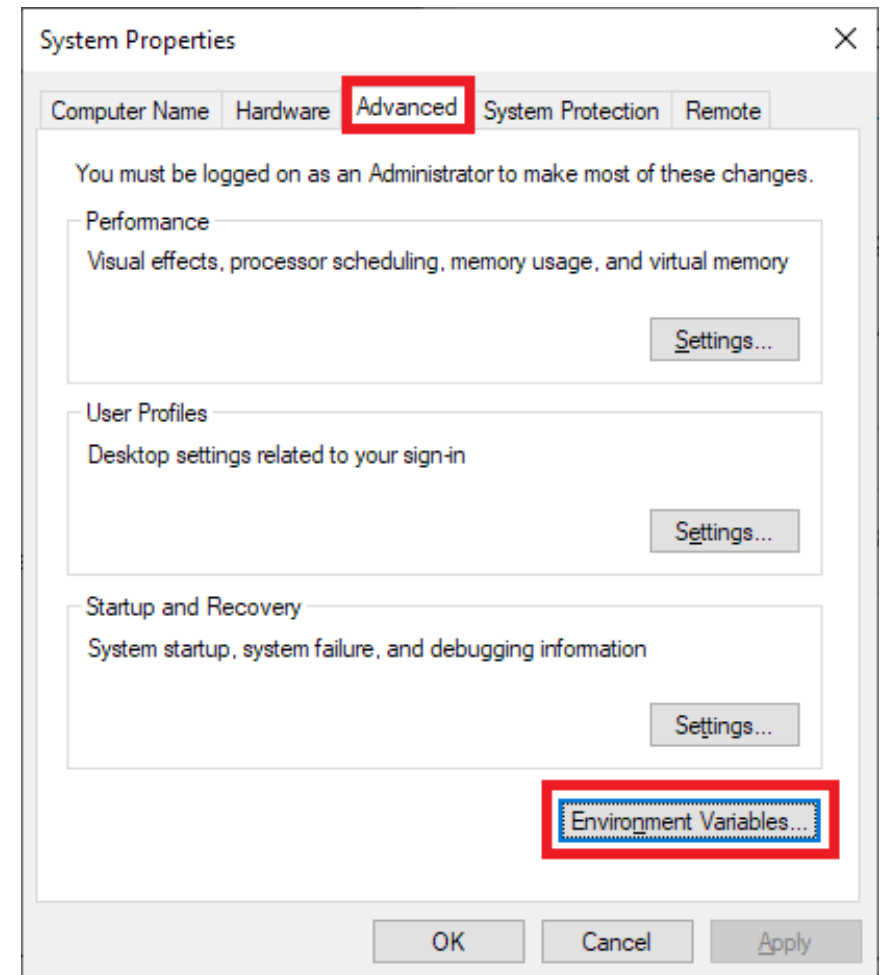 System Properties
Computer Name Hardware Advanced System Protection Remote
You must be logged on as an Administrator to make most of these changes.
Performance
Visual effects, processor scheduling, memory usage, and virtual memory
Settings...
User Profiles
Desktop settings related to your sign-in
Settings...
Startup and Recovery
System startup, system failure, and debugging information
Settings...
Environment Variables...
OK Cancel Apply